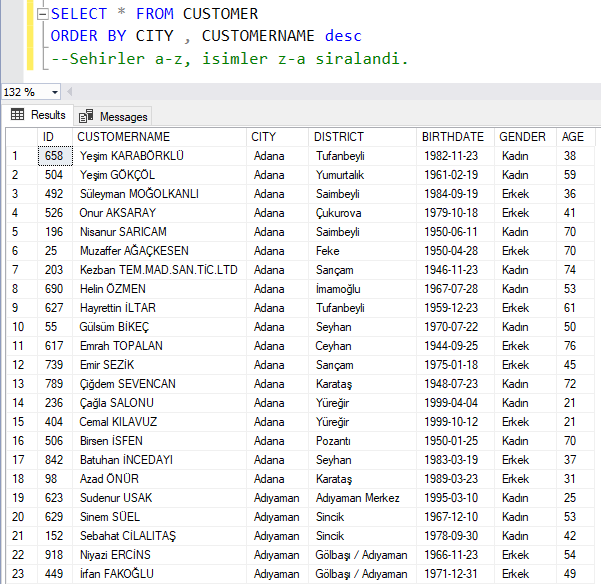 SELECT * FROM CUSTOMER
ORDER BY CITY , CUSTOMERNAME desc
--Sehirler a-z, isimler z-a siralandi.
132 %
Results Messages
ID CUSTOMERNAME CITY DISTRICT BIRTHDATE GENDER AGE
1 658 Yeşim KARABÖRKLÜ Adana Tufanbeyli 1982-11-23 Kadın 38
2 504 Yeşim GÖKÇÖL Adana Yumurtalık 1961-02-19 Kadın 59
3 492 Süleyman MOĞOLKANLI Adana Saimbeyli 1984-09-19 Erkek 36
4 526 Onur AKSARAY Adana Çukurova 1979-10-18 Erkek 41
5 196 Nisanur SARICAM Adana Saimbeyli 1950-06-11 Kadın 70
6 25 Muzaffer AĞAÇKESEN Adana Feke 1950-04-28 Erkek 70
7 203 Kezban TEM.MAD.SAN.TİC.LTD Adana Sarıçam 1946-11-23 Kadın 74
8 690 Helin ÖZMEN Adana İmamoğlu 1967-07-28 Kadın 53
9 627 Hayrettin İLTAR Adana Tufanbeyli 1959-12-23 Erkek 61
10 55 Gülsüm BİKEÇ Adana Seyhan 1970-07-22 Kadın 50
11 617 Emrah TOPALAN Adana Ceyhan 1944-09-25 Erkek 76
12 739 Emir SEZİK Adana Sarıçam 1975-01-18 Erkek 45
13 789 Çiğdem SEVENCAN Adana Karataş 1948-07-23 Kadın 72
14 236 Çağla SALONU Adana Yüreğir 1999-04-04 Kadın 21
15 404 Cemal KILAVUZ Adana Yüreğir 1999-10-12 Erkek 21
16 506 Birsen İSFEN Adana Pozantı 1950-01-25 Kadın 70
17 842 Batuhan İNCEDAYI Adana Seyhan 1983-03-19 Erkek 37
18 98 Azad ÖNÜR Adana Karataş 1989-03-23 Erkek 31
19 623 Sudenur USAK Adıyaman Adıyaman Merkez 1995-03-10 Kadın 25
20 629 Sinem SÜEL Adıyaman Sincik 1967-12-10 Kadın 53
21 152 Sebahat CİLALITAŞ Adıyaman Sincik 1978-09-30 Kadın 42
22 918 Niyazi ERCİNS Adıyaman Gölbaşı / Adıyaman 1966-11-23 Erkek 54
23 449 İrfan FAKOĞLU Adıyaman Gölbaşı / Adıyaman 1971-12-31 Erkek 49